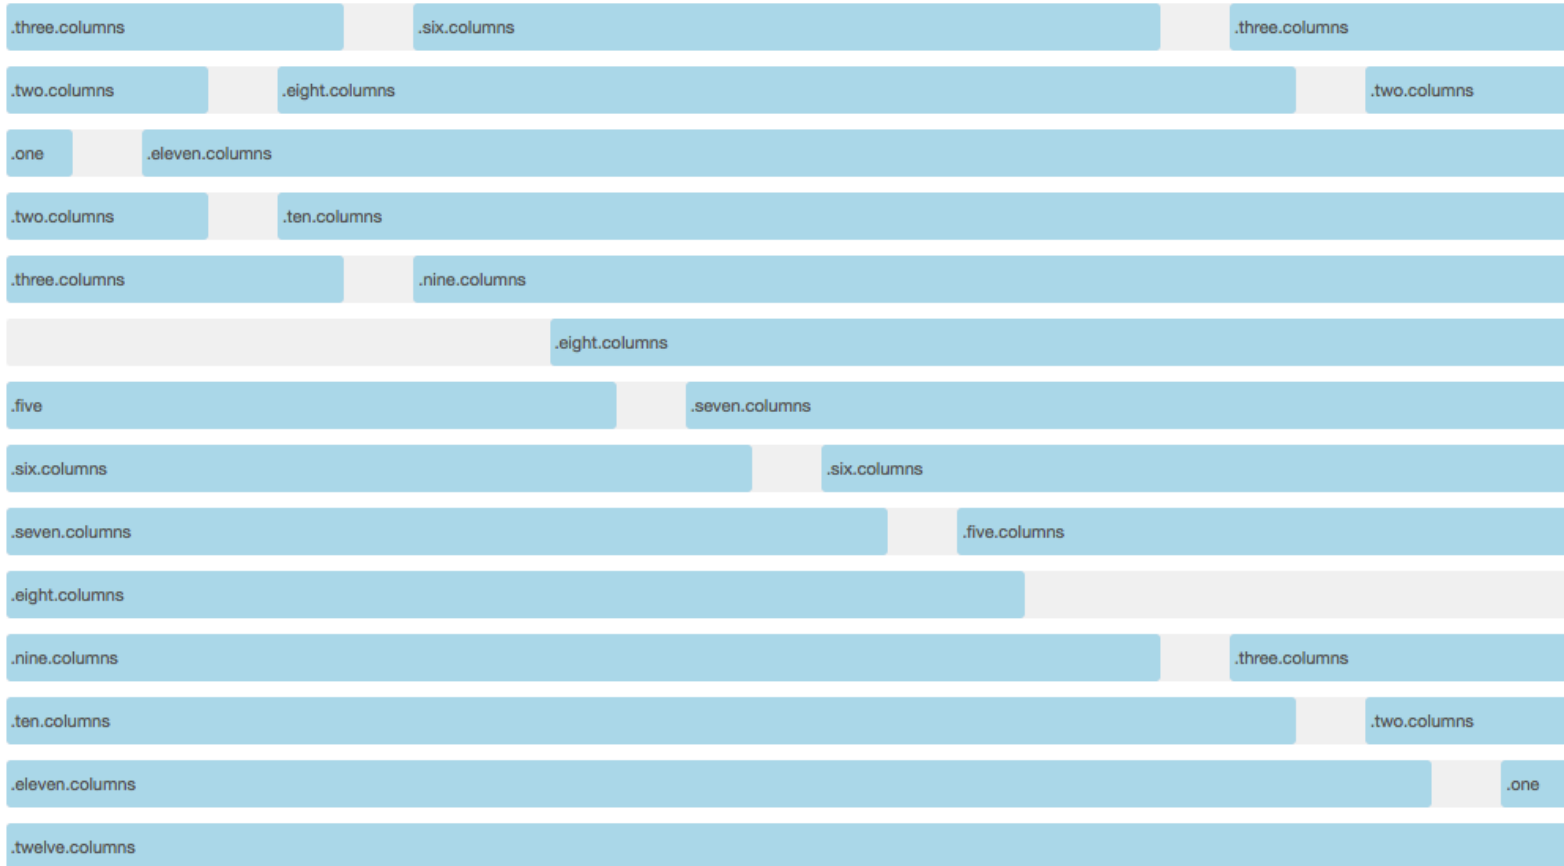 .three.columns .six.columns .three.columns
.two.columns .eight.columns .two.columns
.one .eleven.columns
.two.columns .ten.columns
.three.columns .nine.columns
.eight.columns
.five .seven.columns
.six.columns .six.columns
.seven.columns .five.columns
.eight.columns
.nine.columns .three.columns
.ten.columns .two.columns
.eleven.columns .one
.twelve.columns